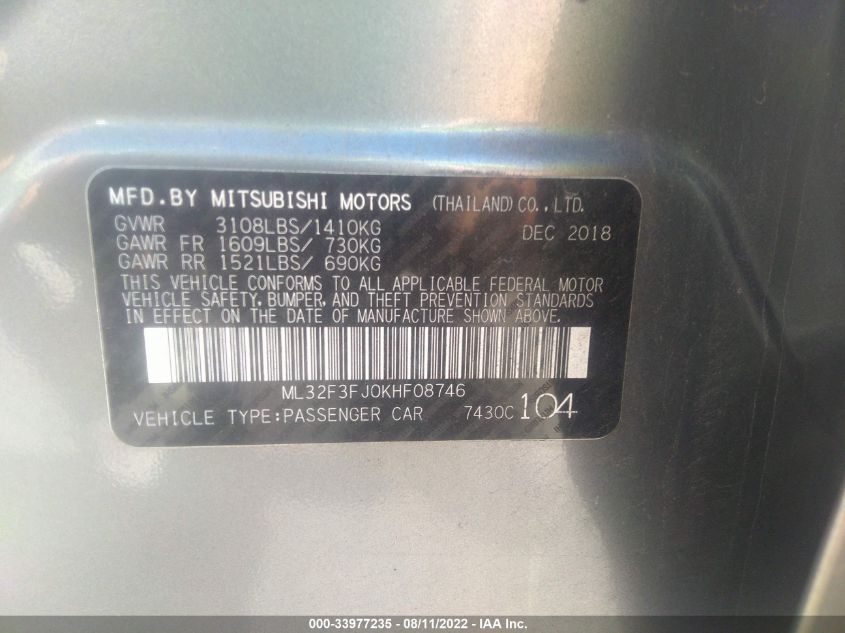 MFD.BY MITSUBISHI MOTORS (THAILAND)CO.,LTD.
GVWR 3108LBS/1410KG DEC 2018
GAWR FR 1609LBS/ 730KG
GAWR RR 1521LBS/ 690KG
THIS VEHICLE CONFORMS TO ALL APPLICABLE FEDERAL MOTOR
VEHICLE SAFETY, BUMPER, AND THEFT PREVENTION STANDARDS
IN EFFECT ON THE DATE OF MANUFACTURE SHOWN ABOVE.
ML32F3FJ0KHF08746
VEHICLE TYPE:PASSENGER CAR 7430C 104
000-33977235 - 08/11/2022 - IAA Inc.